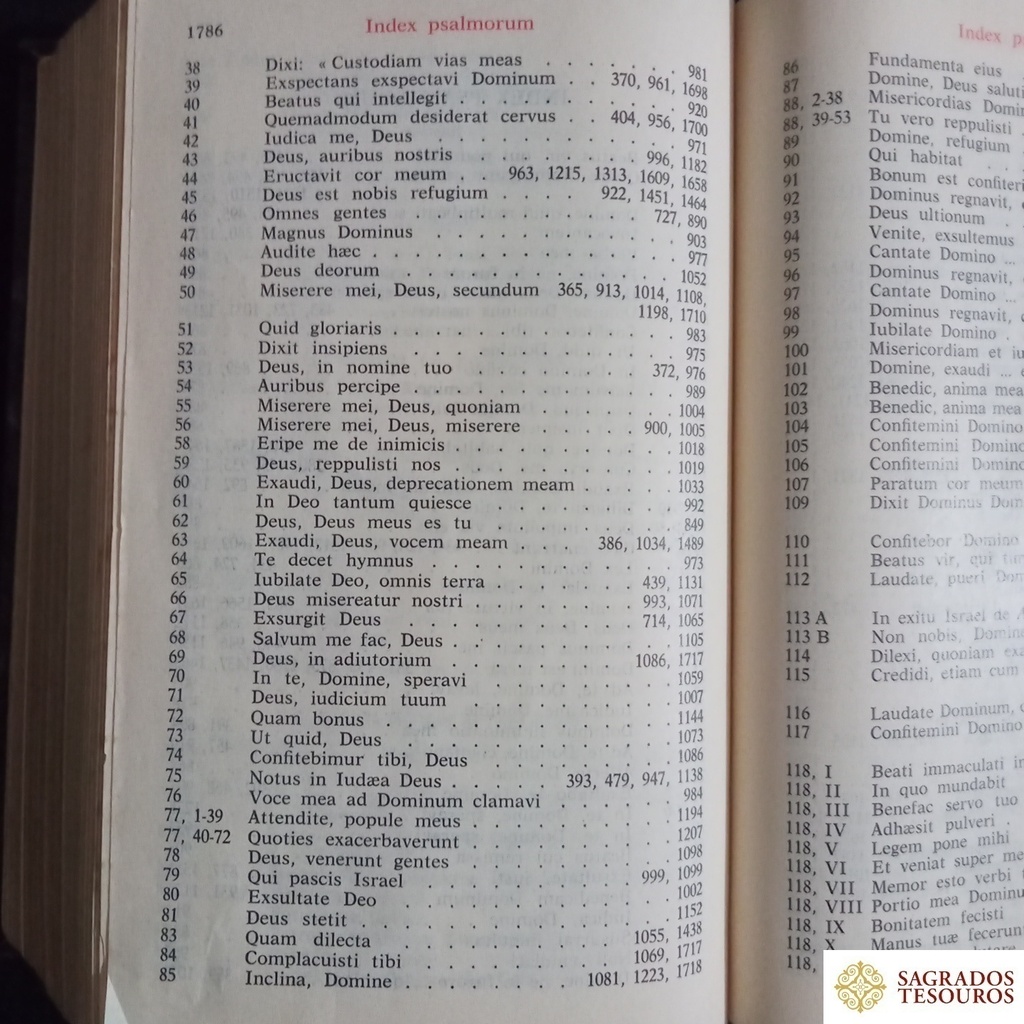 1786 Index psalmorum
38 Dixi: « Custodiam vias meas . . . . . . . 981
39 Exspectans exspectavi Dominum . . 370, 961, 1698
40 Beatus qui intellegit . . . . . . . . . . . 920
41 Quemadmodum desiderat cervus . . 404, 956, 1700
42 Iudica me, Deus . . . . . . . . . . . . 971
43 Deus, auribus nostris . . . . . . . . 996, 1182
44 Eructavit cor meum . . 963, 1215, 1313, 1609, 1658
45 Deus est nobis refugium . . . . . 922, 1451, 1464
46 Omnes gentes . . . . . . . . . . . 727, 890
47 Magnus Dominus . . . . . . . . . . . . 903
48 Audite hæc . . . . . . . . . . . . . . 977
49 Deus deorum . . . . . . . . . . . . . 1052
50 Miserere mei, Deus, secundum 365, 913, 1014, 1108,
1198, 1710
51 Quid gloriaris . . . . . . . . . . . . . 983
52 Dixit insipiens . . . . . . . . . . . . . 975
53 Deus, in nomine tuo . . . . . . . . 372, 976
54 Auribus percipe . . . . . . . . . . . . 989
55 Miserere mei, Deus, quoniam . . . . . . . 1004
56 Miserere mei, Deus, miserere . . . . . 900, 1005
58 Eripe me de inimicis . . . . . . . . . . . 1018
59 Deus, reppulisti nos . . . . . . . . . . . 1019
60 Exaudi, Deus, deprecationem meam . . . . . 1033
61 In Deo tantum quiesce . . . . . . . . . . 992
62 Deus, Deus meus es tu . . . . . . . . . . 849
63 Exaudi, Deus, vocem meam . . . 386, 1034, 1489
64 Te decet hymnus . . . . . . . . . . . . 973
65 Iubilate Deo, omnis terra . . . . . . . 439, 1131
66 Deus misereatur nostri . . . . . . . . 993, 1071
67 Exsurgit Deus . . . . . . . . . . . 714, 1065
68 Salvum me fac, Deus . . . . . . . . . . . 1105
69 Deus, in adiutorium . . . . . . . . 1086, 1717
70 In te, Domine, speravi . . . . . . . . . . 1059
71 Deus, iudicium tuum . . . . . . . . . . . 1007
72 Quam bonus . . . . . . . . . . . . . 1144
73 Ut quid, Deus . . . . . . . . . . . . 1073
74 Confitebimur tibi, Deus . . . . . . . . . . 1086
75 Notus in Iudæa Deus . . . . . 393, 479, 947, 1138
76 Voce mea ad Dominum clamavi . . . . . . 984
77, 1-39 Attendite, popule meus . . . . . . . . . . 1194
77, 40-72 Quoties exacerbaverunt . . . . . . . . . . 1207
78 Deus, venerunt gentes . . . . . . . . . . 1098
79 Qui pascis Israel . . . . . . . . . 999, 1099
80 Exsultate Deo . . . . . . . . . . . . 1002
81 Deus stetit . . . . . . . . . . . . . . 1152
83 Quam dilecta . . . . . . . . . . 1055, 1438
84 Complacuisti tibi . . . . . . . . . 1069, 1717
85 Inclina, Domine . . . . . . . 1081, 1223, 1718
Index
86 Fundamenta eius
87 Domine, Deus
88, 2-38 Misericordias
88, 39-53 Tu vero reppulisti .
89 Domine, refugium
90 Qui habitat . .
91 Bonum est
92 Dominus regnavit,
93 Deus ultionum .
94 Venite, exsultemus
95 Cantate Domino ...
96 Dominus regnavit,
97 Cantate Domino ...
98 Dominus regnavit,
99 Iubilate Domino .
100 Misericordiam et
101 Domine, exaudi ...
102 Benedic, anima mea
103 Benedic, anima mea
104 Confitemini Domino
105 Confitemini
106 Confitemini
107 Paratum cor
109 Dixit Dominus
110 Confitebor Domino
111 Beatus vir, qui
112 Laudate, pueri
113 A In exitu Israel de
113 B Non nobis,
114 Dilexi, quoniam
115 Credidi, etiam cum
116 Laudate Dominum,
117 Confitemini Domino
118, I Beati immaculati
118, II In quo mundabit
118, III Benefac servo tuo
118, IV Adhæsit pulveri .
118, V Legem pone mihi
118, VI Et veniat super
118, VII Memor esto verbi
118, VIII Portio mea
118, IX Bonitatem fecisti
118, X Manus tuæ
118,
SAGRADOS
TESOUROS